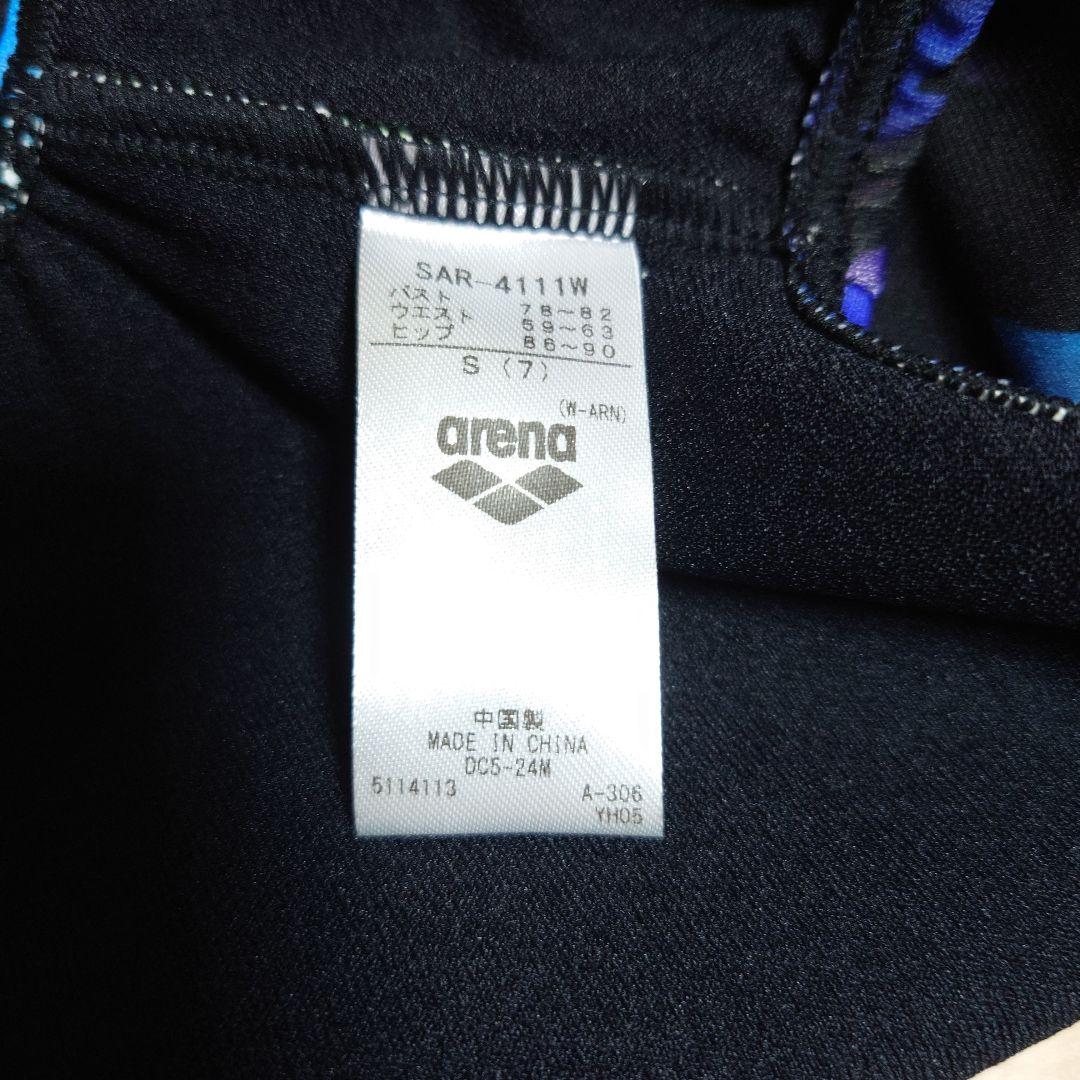 SAR-4111W
バスト 78～82
ウエスト 59～63
ヒップ 86～90
S (7)
(W-ARN)
arena
中国製
MADE IN CHINA
DC5-24M
5114113 A-306
YH05